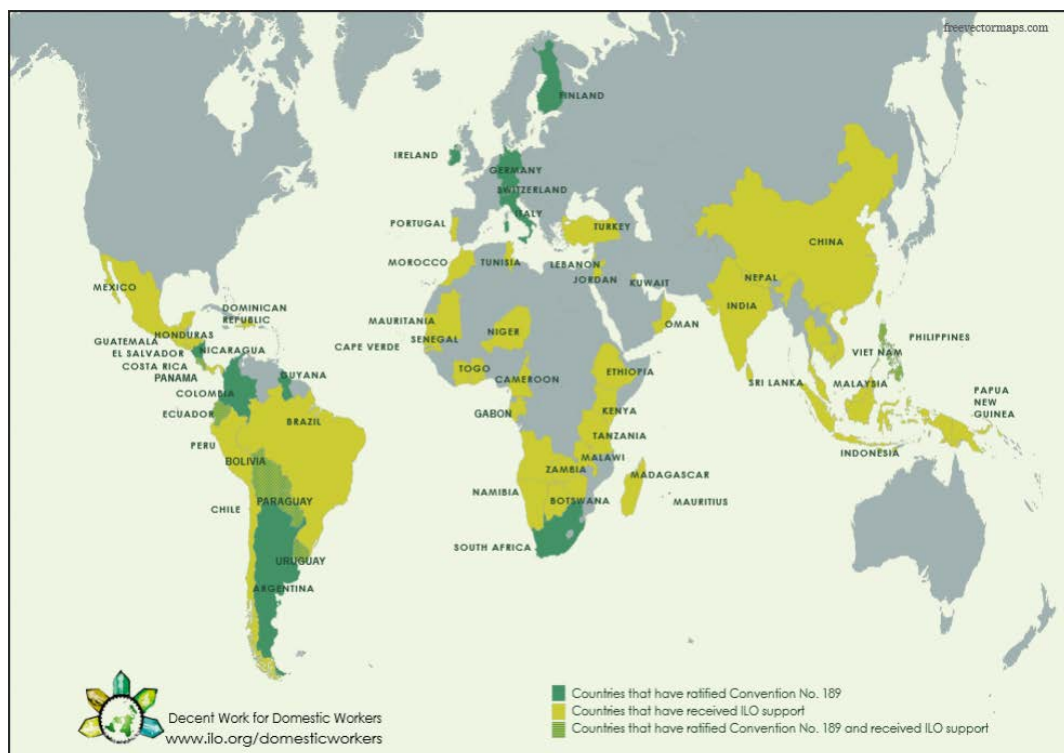 freevectormaps.com
FINLAND
IRELAND
GERMANY
SWITZERLAND
ITALY
PORTUGAL
TURKEY
MOROCCO
TUNISIA
LEBANON
JORDAN
KUWAIT
CHINA
NEPAL
INDIA
OMAN
MEXICO
DOMINICAN
REPUBLIC
HONDURAS
GUATEMALA
NICARAGUA
EL SALVADOR
COSTA RICA
PANAMA
GUYANA
COLOMBIA
ECUADOR
BRAZIL
PERU
BOLIVIA
PARAGUAY
CHILE
URUGUAY
ARGENTINA
MAURITANIA
CAPE VERDE
SENEGAL
NIGER
TOGO
CAMEROON
ETHIOPIA
GABON
KENYA
TANZANIA
MALAWI
ZAMBIA
MADAGASCAR
NAMIBIA
BOTSWANA
MAURITIUS
SOUTH AFRICA
PHILIPPINES
VIET NAM
SRI LANKA
MALAYSIA
PAPUA
NEW
GUINEA
INDONESIA
Countries that have ratified Convention No. 189
Countries that have received ILO support
Countries that have ratified Convention No. 189 and received ILO support
Decent Work for Domestic Workers
www.ilo.org/domesticworkers